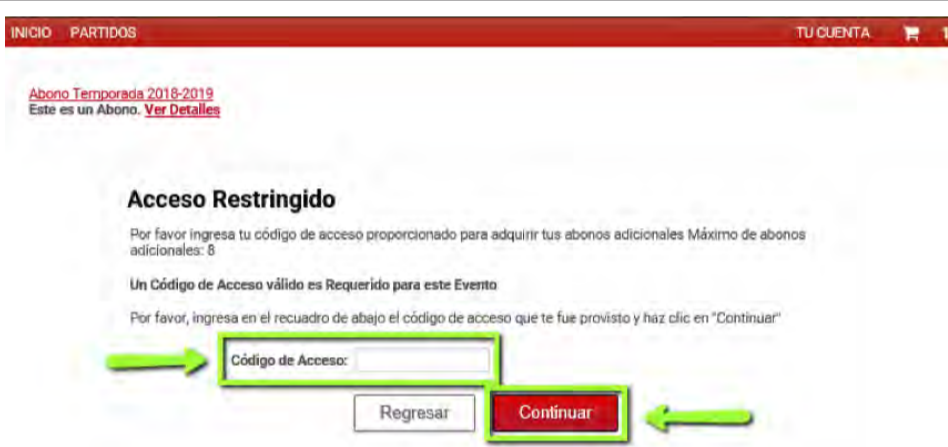 INICIO PARTIDOS TU CUENTA
Abono Temporada 2018-2019
Este es un Abono. Ver Detalles
Acceso Restringido
Por favor ingresa tu código de acceso proporcionado para adquirir tus abonos adicionales Máximo de abonos
adicionales: 8
Un Código de Acceso válido es Requerido para este Evento
Por favor, ingresa en el recuadro de abajo el código de acceso que te fue provisto y haz clic en "Continuar"
Código de Acceso:
Regresar Continuar